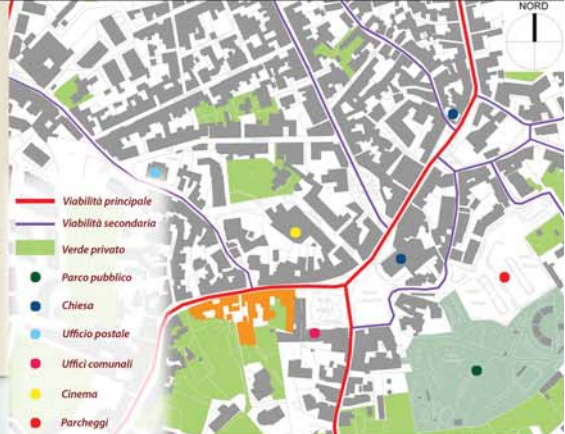 NORD
Viabilità principale
Viabilità secondaria
Verde privato
Parco pubblico
Chiesa
Ufficio postale
Uffici comunali
Cinema
Parcheggi